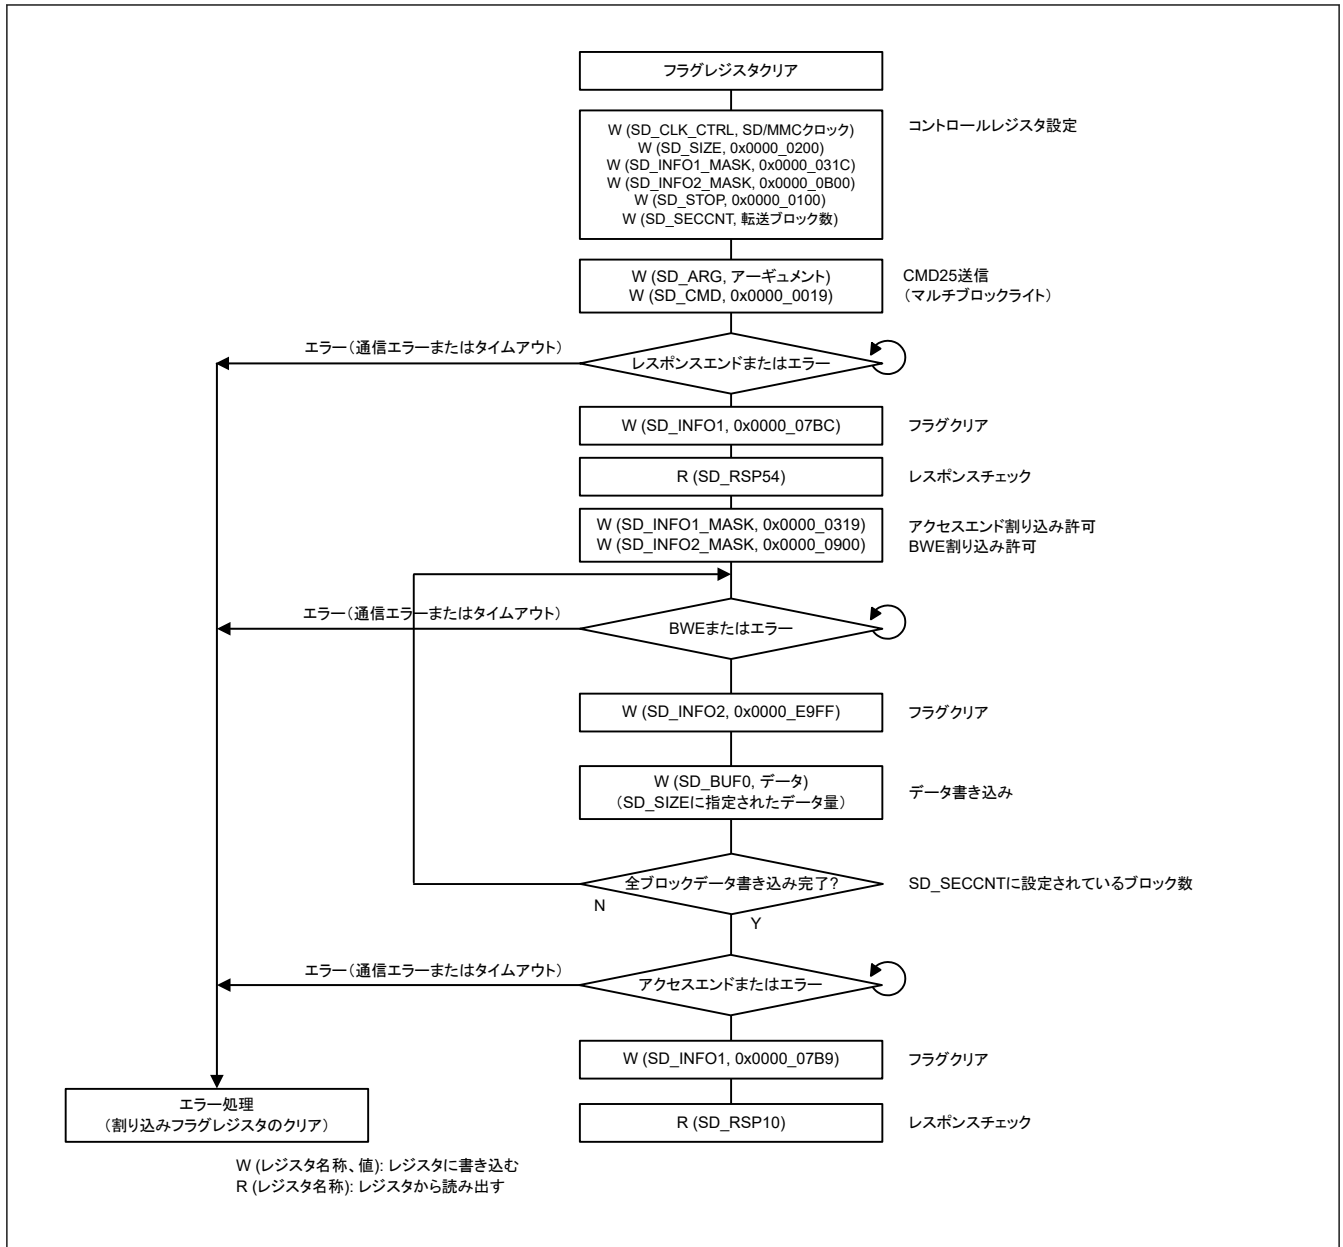 フラグレジスタクリア
W (SD_CLK_CTRL, SD/MMCクロック)
W (SD_SIZE, 0x0000_0200)
W (SD_INFO1_MASK, 0x0000_031C)
W (SD_INFO2_MASK, 0x0000_0B00)
W (SD_STOP, 0x0000_0100)
W (SD_SECCNT, 転送ブロック数)
コントロールレジスタ設定
W (SD_ARG, アーギュメント)
W (SD_CMD, 0x0000_0019)
CMD25送信
（マルチブロックライト）
エラー（通信エラーまたはタイムアウト）
レスポンスエンドまたはエラー
W (SD_INFO1, 0x0000_07BC)
フラグクリア
R (SD_RSP54)
レスポンスチェック
W (SD_INFO1_MASK, 0x0000_0319)
W (SD_INFO2_MASK, 0x0000_0900)
アクセスエンド割り込み許可
BWE割り込み許可
エラー（通信エラーまたはタイムアウト）
BWEまたはエラー
W (SD_INFO2, 0x0000_E9FF)
フラグクリア
W (SD_BUF0, データ)
（SD_SIZEに指定されたデータ量）
データ書き込み
全ブロックデータ書き込み完了?
SD_SECCNTに設定されているブロック数
N
Y
エラー（通信エラーまたはタイムアウト）
アクセスエンドまたはエラー
W (SD_INFO1, 0x0000_07B9)
フラグクリア
エラー処理
（割り込みフラグレジスタのクリア）
R (SD_RSP10)
レスポンスチェック
W (レジスタ名称、値): レジスタに書き込む
R (レジスタ名称): レジスタから読み出す